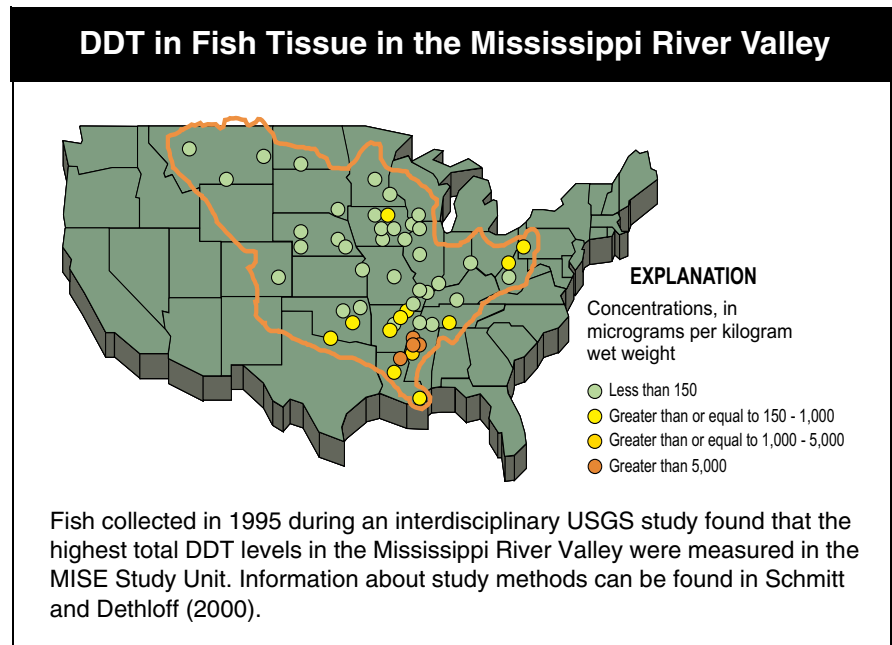 DDT in Fish Tissue in the Mississippi River Valley
EXPLANATION
Concentrations, in
micrograms per kilogram
wet weight
Less than 150
Greater than or equal to 150 - 1,000
Greater than or equal to 1,000 - 5,000
Greater than 5,000
Fish collected in 1995 during an interdisciplinary USGS study found that the
highest total DDT levels in the Mississippi River Valley were measured in the
MISE Study Unit. Information about study methods can be found in Schmitt
and Dethloff (2000).